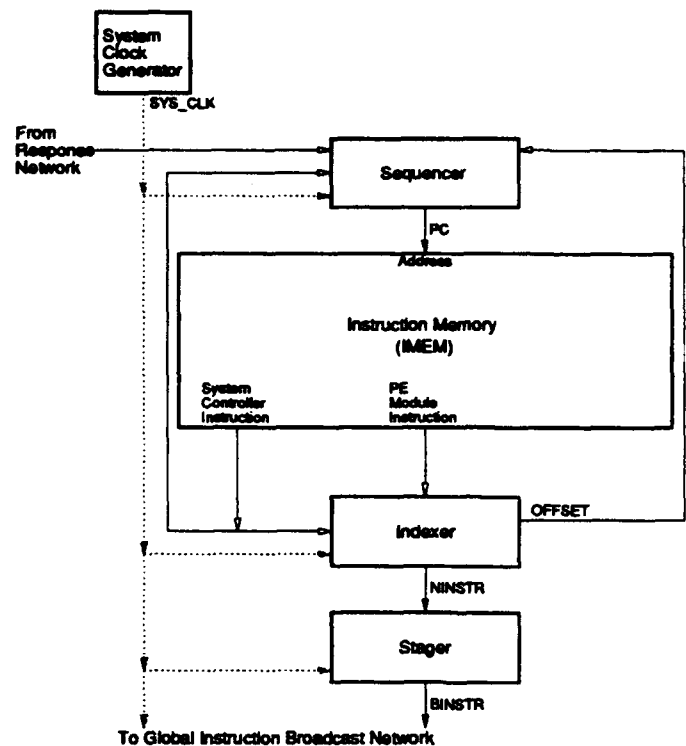 System
Clock
Generator
SYS_CLK
From
Response
Network
Sequencer
PC
Address
Instruction Memory
(IMEM)
System
Controller
Instruction
PE
Module
Instruction
OFFSET
Indexer
NINSTR
Stager
BINSTR
To Global Instruction Broadcast Network